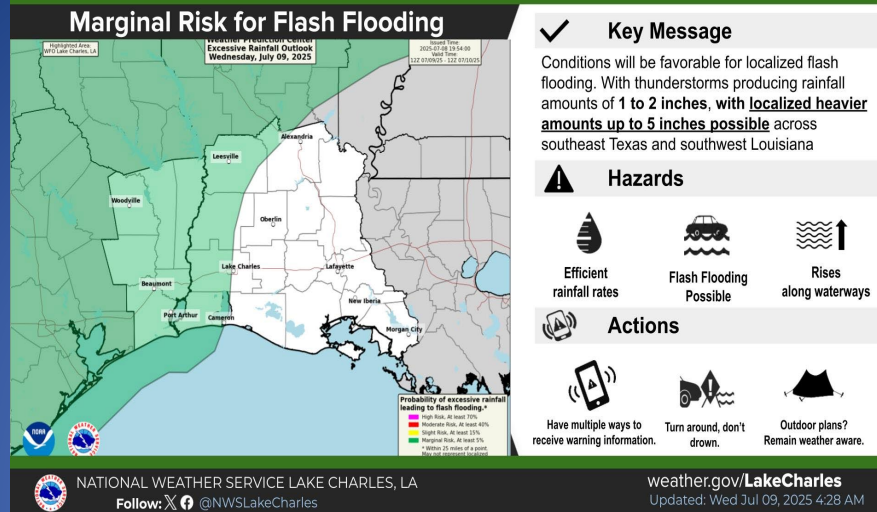 Marginal Risk for Flash Flooding
Highlighted Area:
WFO Lake Charles, LA
Weather Prediction Center
Excessive Rainfall Outlook
Wednesday, July 09, 2025
Issued Time:
2025-07-08 19:54:00
Valid Time:
12Z 07/09/25 - 12Z 07/10/25
Alexandria
Leesville
Woodville
Oberlin
Lake Charles
Lafayette
Beaumont
New Iberia
Port Arthur
Cameron
Morgan City
Probability of excessive rainfall
leading to flash flooding.*
High Risk, At least 70%
Moderate Risk, At least 40%
Slight Risk, At least 15%
Marginal Risk, At least 5%
* Within 25 miles of a point.
May not represent localized
NOAA
Key Message
Conditions will be favorable for localized flash
flooding. With thunderstorms producing rainfall
amounts of 1 to 2 inches, with localized heavier
amounts up to 5 inches possible across
southeast Texas and southwest Louisiana
Hazards
Efficient
rainfall rates
Flash Flooding
Possible
Rises
along waterways
Actions
Have multiple ways to
receive warning information.
Turn around, don't
drown.
Outdoor plans?
Remain weather aware.
NATIONAL WEATHER SERVICE LAKE CHARLES, LA
Follow: @NWSLakeCharles
weather.gov/LakeCharles
Updated: Wed Jul 09, 2025 4:28 AM